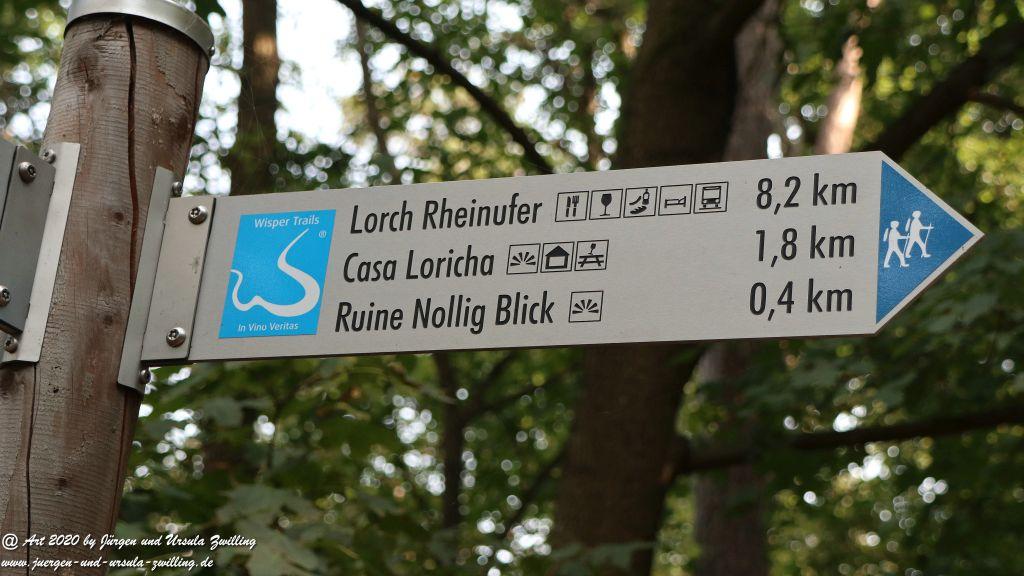 Wisper Trails
®
In Vino Veritas
Lorch Rheinufer 8,2 km
Casa Loricha 1,8 km
Ruine Nollig Blick 0,4 km
@ Art 2020 by Jürgen und Ursula Zwilling
www.juergen-und-ursula-zwilling.de